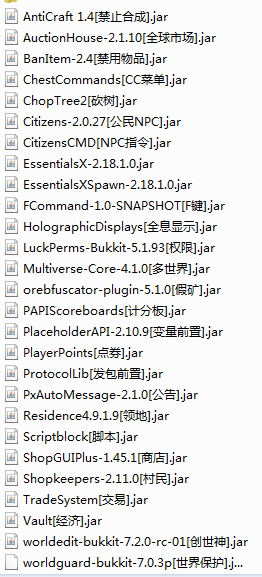 AntiCraft 1.4[禁止合成].jar
AuctionHouse-2.1.10[全球市场].jar
BanItem-2.4[禁用物品].jar
ChestCommands[CC菜单].jar
ChopTree2[砍树].jar
Citizens-2.0.27[公民NPC].jar
CitizensCMD[NPC指令].jar
EssentialsX-2.18.1.0.jar
EssentialsXSpawn-2.18.1.0.jar
FCommand-1.0-SNAPSHOT[F键].jar
HolographicDisplays[全息显示].jar
LuckPerms-Bukkit-5.1.93[权限].jar
Multiverse-Core-4.1.0[多世界].jar
orebfuscator-plugin-5.1.0[假矿].jar
PAPIScoreboards[计分板].jar
PlaceholderAPI-2.10.9[变量前置].jar
PlayerPoints[点券].jar
ProtocolLib[发包前置].jar
PxAutoMessage-2.1.0[公告].jar
Residence4.9.1.9[领地].jar
Scriptblock[脚本].jar
ShopGUIPlus-1.45.1[商店].jar
Shopkeepers-2.11.0[村民].jar
TradeSystem[交易].jar
Vault[经济].jar
worldedit-bukkit-7.2.0-rc-01[创世神].jar
worldguard-bukkit-7.0.3p[世界保护].j...